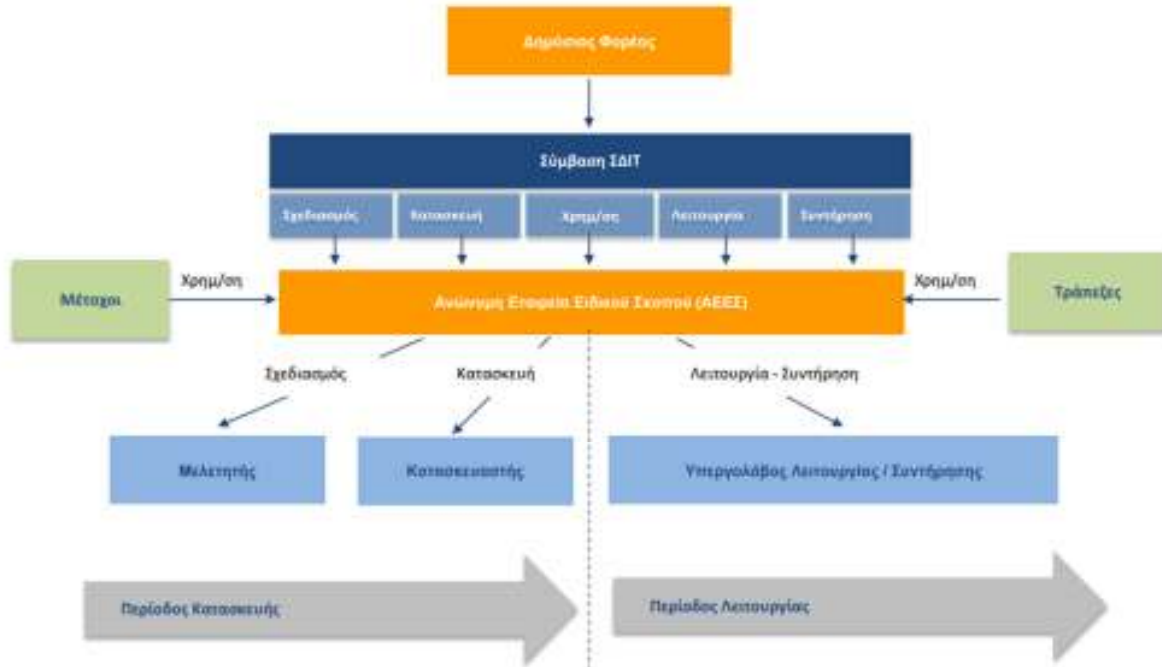 Δημόσιος Φορέας
Σύμβαση ΣΔΙΤ
Σχεδιασμός
Κατασκευή
Χρημ/ση
Λειτουργία
Συντήρηση
Μέτοχοι
Χρημ/ση
Ανώνυμη Εταιρεία Ειδικού Σκοπού (ΑΕΕΣ)
Χρημ/ση
Τράπεζες
Σχεδιασμός
Κατασκευή
Λειτουργία - Συντήρηση
Μελετητής
Κατασκευαστής
Υπεργολάβος Λειτουργίας / Συντήρησης
Περίοδος Κατασκευής
Περίοδος Λειτουργίας